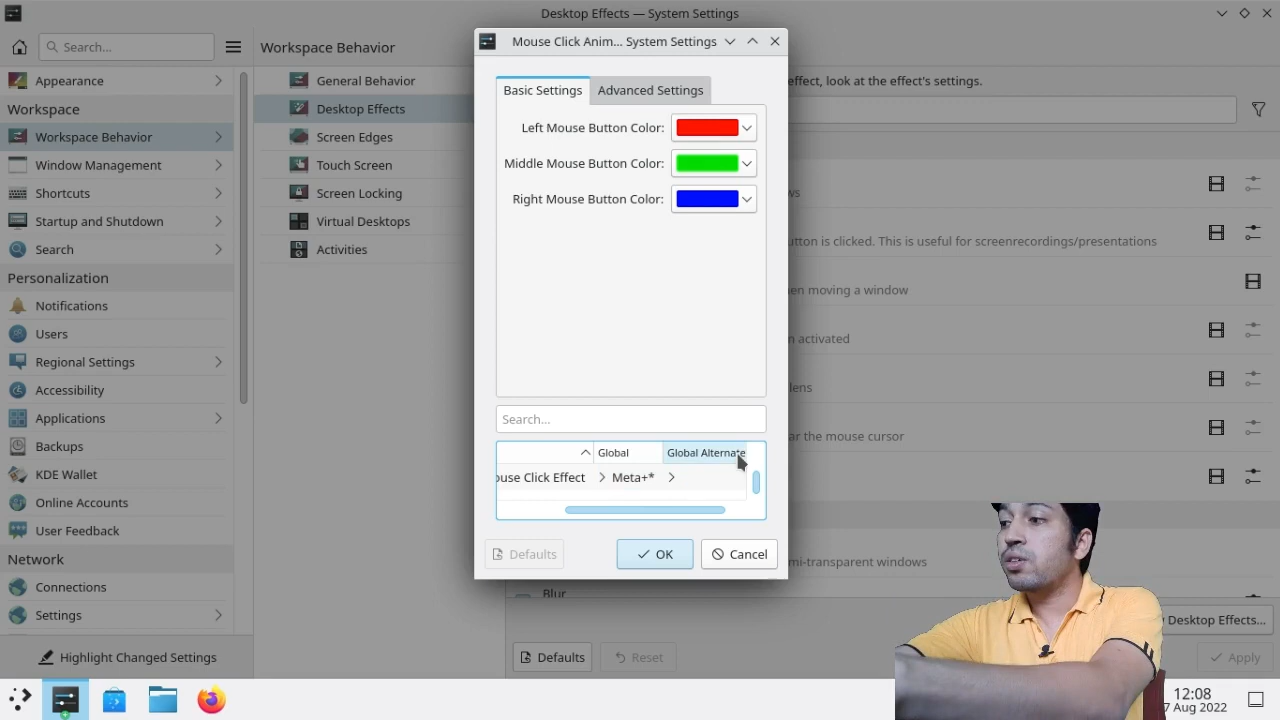 Desktop Effects — System Settings
Search...
Workspace Behavior
Appearance
Workspace
Workspace Behavior
Window Management
Shortcuts
Startup and Shutdown
Search
Personalization
Notifications
Users
Regional Settings
Accessibility
Applications
Backups
KDE Wallet
Online Accounts
User Feedback
Network
Connections
Settings
Highlight Changed Settings
General Behavior
Desktop Effects
Screen Edges
Touch Screen
Screen Locking
Virtual Desktops
Activities
Mouse Click Anim... System Settings
Basic Settings
Advanced Settings
Left Mouse Button Color:
Middle Mouse Button Color:
Right Mouse Button Color:
Search...
Global
Global Alternate
ouse Click Effect
Meta+*
Defaults
OK
Cancel
effect, look at the effect's settings.
ws
utton is clicked. This is useful for screenrecordings/presentations
en moving a window
n activated
lens
ar the mouse cursor
mi-transparent windows
Blur
Desktop Effects...
Defaults
Reset
Apply
12:08
7 Aug 2022